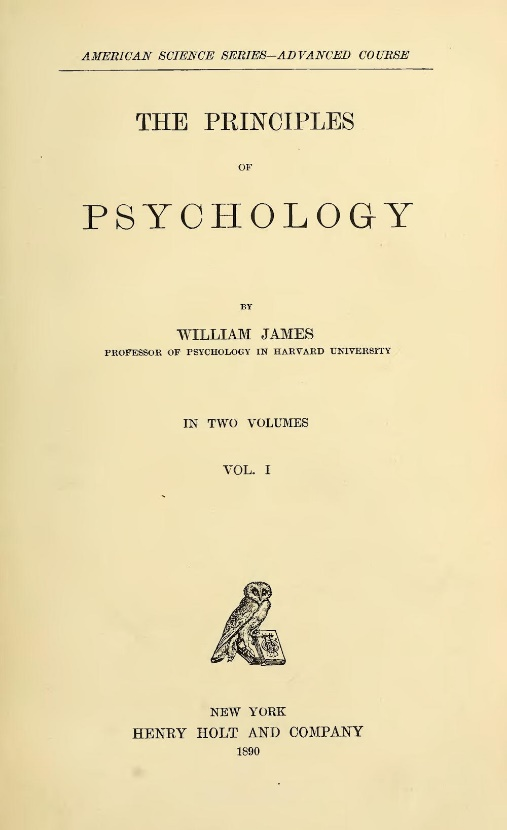 AMERICAN SCIENCE SERIES—ADVANCED COURSE
THE PRINCIPLES
OF
PSYCHOLOGY
BY
WILLIAM JAMES
PROFESSOR OF PSYCHOLOGY IN HARVARD UNIVERSITY
IN TWO VOLUMES
VOL. I
NEW YORK
HENRY HOLT AND COMPANY
1890